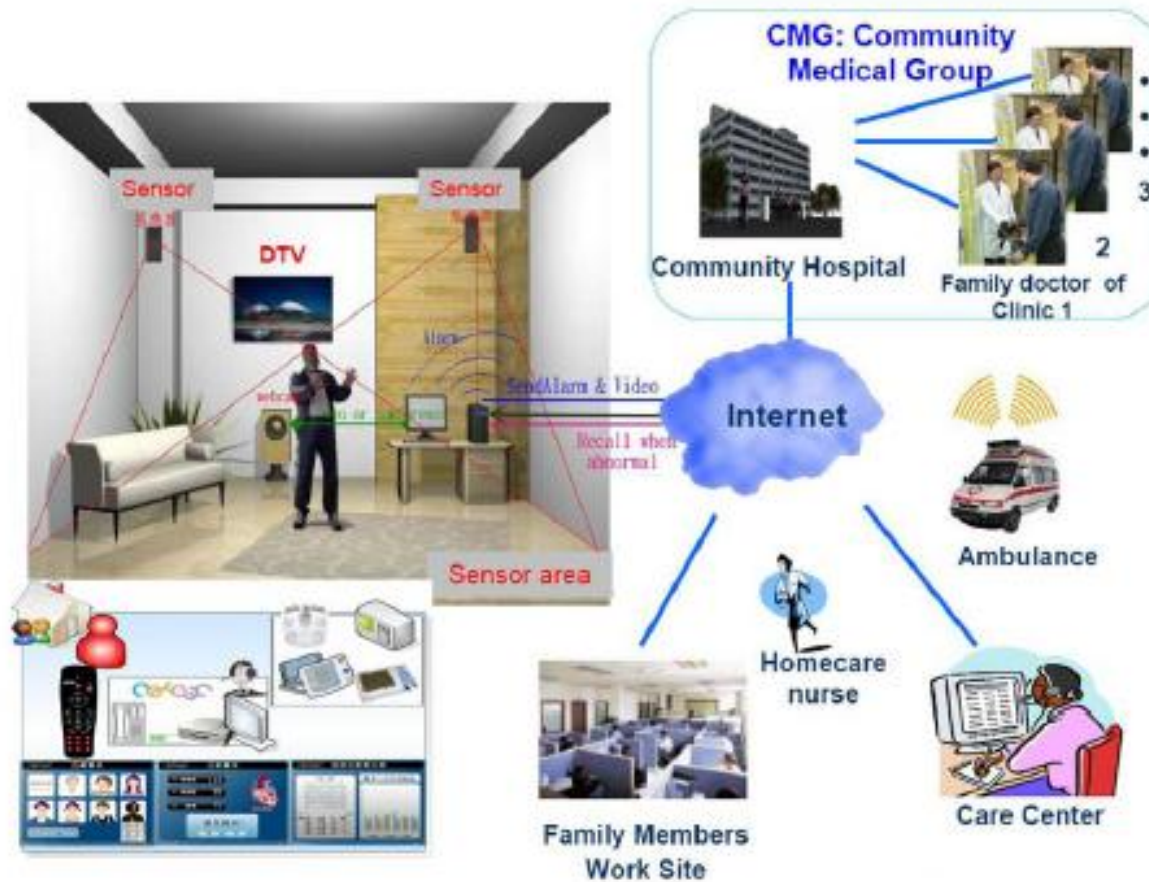 CMG: Community
Medical Group
Sensor
Sensor
DTV
Alarm
SendAlarm & Video
Recall when
abnormal
Sensor area
Community Hospital
3
2
Family doctor of
Clinic 1
Internet
Ambulance
Homecare
nurse
Family Members
Work Site
Care Center